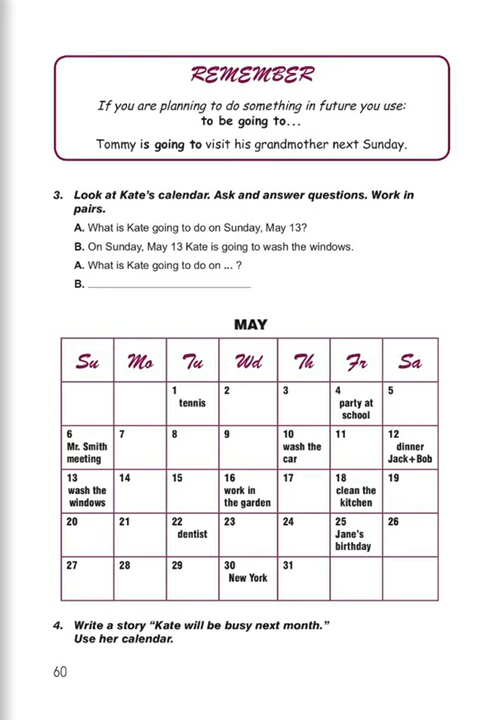 REMEMBER
If you are planning to do something in future you use:
to be going to...
Tommy is going to visit his grandmother next Sunday.
3. Look at Kate's calendar. Ask and answer questions. Work in
pairs.
A. What is Kate going to do on Sunday, May 13?
B. On Sunday, May 13 Kate is going to wash the windows.
A. What is Kate going to do on ... ?
B.
MAY
Su Mo Tu Wd Th Fr Sa
1 2 3 4 5
tennis party at
school
6 7 8 9 10 11 12
Mr. Smith wash the dinner
meeting car Jack+Bob
13 14 15 16 17 18 19
wash the work in clean the
windows the garden kitchen
20 21 22 23 24 25 26
dentist Jane's
birthday
27 28 29 30 31
New York
4. Write a story "Kate will be busy next month."
Use her calendar.
60